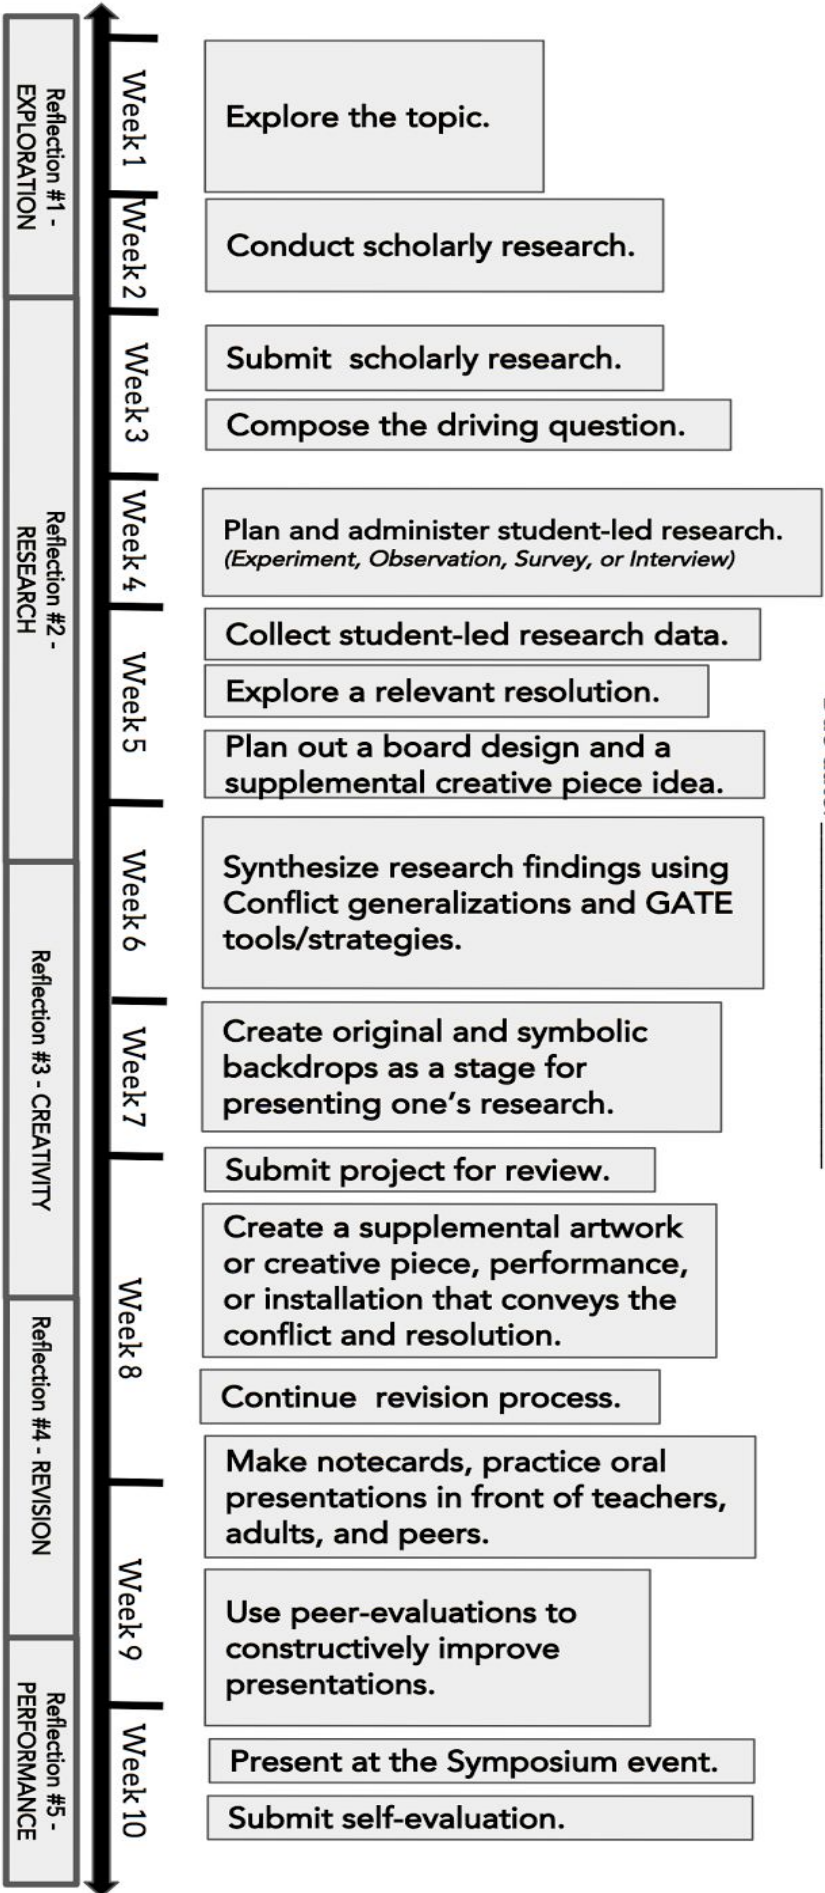 Reflection #1 -
EXPLORATION
Reflection #2 -
RESEARCH
Reflection #3 - CREATIVITY
Reflection #4 - REVISION
Reflection #5 -
PERFORMANCE
Week 1
Explore the topic.
Week 2
Conduct scholarly research.
Week 3
Submit  scholarly research.
Compose the driving question.
Week 4
Plan and administer student-led research.
(Experiment, Observation, Survey, or Interview)
Week 5
Collect student-led research data.
Explore a relevant resolution.
Plan out a board design and a
supplemental creative piece idea.
Week 6
Synthesize research findings using
Conflict generalizations and GATE
tools/strategies.
Week 7
Create original and symbolic
backdrops as a stage for
presenting one’s research.
Week 8
Submit project for review.
Create a supplemental artwork
or creative piece, performance,
or installation that conveys the
conflict and resolution.
Continue  revision process.
Make notecards, practice oral
presentations in front of teachers,
adults, and peers.
Week 9
Use peer-evaluations to
constructively improve
presentations.
Week 10
Present at the Symposium event.
Submit self-evaluation.